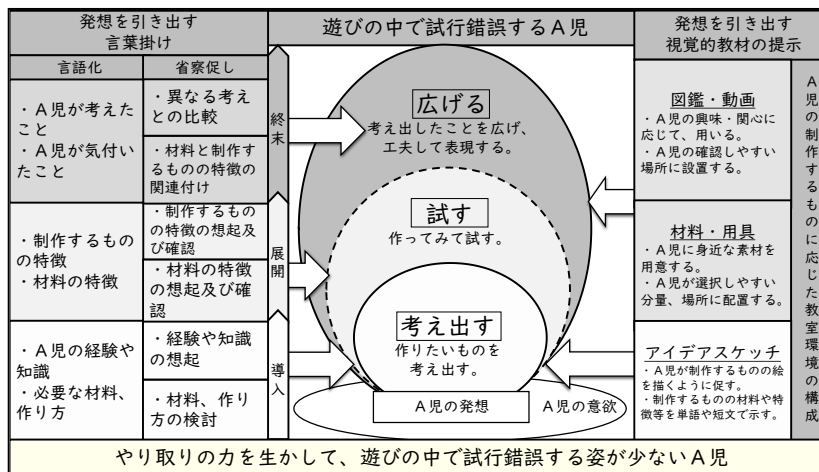 発想を引き出す
言葉掛け
言語化
省察促し
・Ａ児が考えた
こと
・Ａ児が気付いた
こと
・異なる考え
との比較
・材料と制作す
るものの特徴の
関連付け
・制作するもの
の特徴
・材料の特徴
・制作するもの
の特徴の想起及
び確認
・材料の特徴
の想起及び確
認
・Ａ児の経験や
知識
・必要な材料、
作り方
・経験や知識
の想起
・材料、作り
方の検討
終末
展開
導入
遊びの中で試行錯誤するＡ児
広げる
考え出したことを広げ、
工夫して表現する。
試す
作ってみて試す。
考え出す
作りたいものを
考え出す。
Ａ児の発想
Ａ児の意欲
発想を引き出す
視覚的教材の提示
図鑑・動画
・Ａ児の興味・関心に
応じて、用いる。
・Ａ児の確認しやすい
場所に設置する。
材料・用具
・Ａ児に身近な素材を
用意する。
・Ａ児が選択しやすい
分量、場所に配置する。
アイデアスケッチ
・Ａ児が制作するものの絵
を描くように促す。
・制作するものの材料や特
徴等を単語や短文で示す。
Ａ児の制作するものに応じた教室環境の構成
やり取りの力を生かして、遊びの中で試行錯誤する姿が少ないＡ児